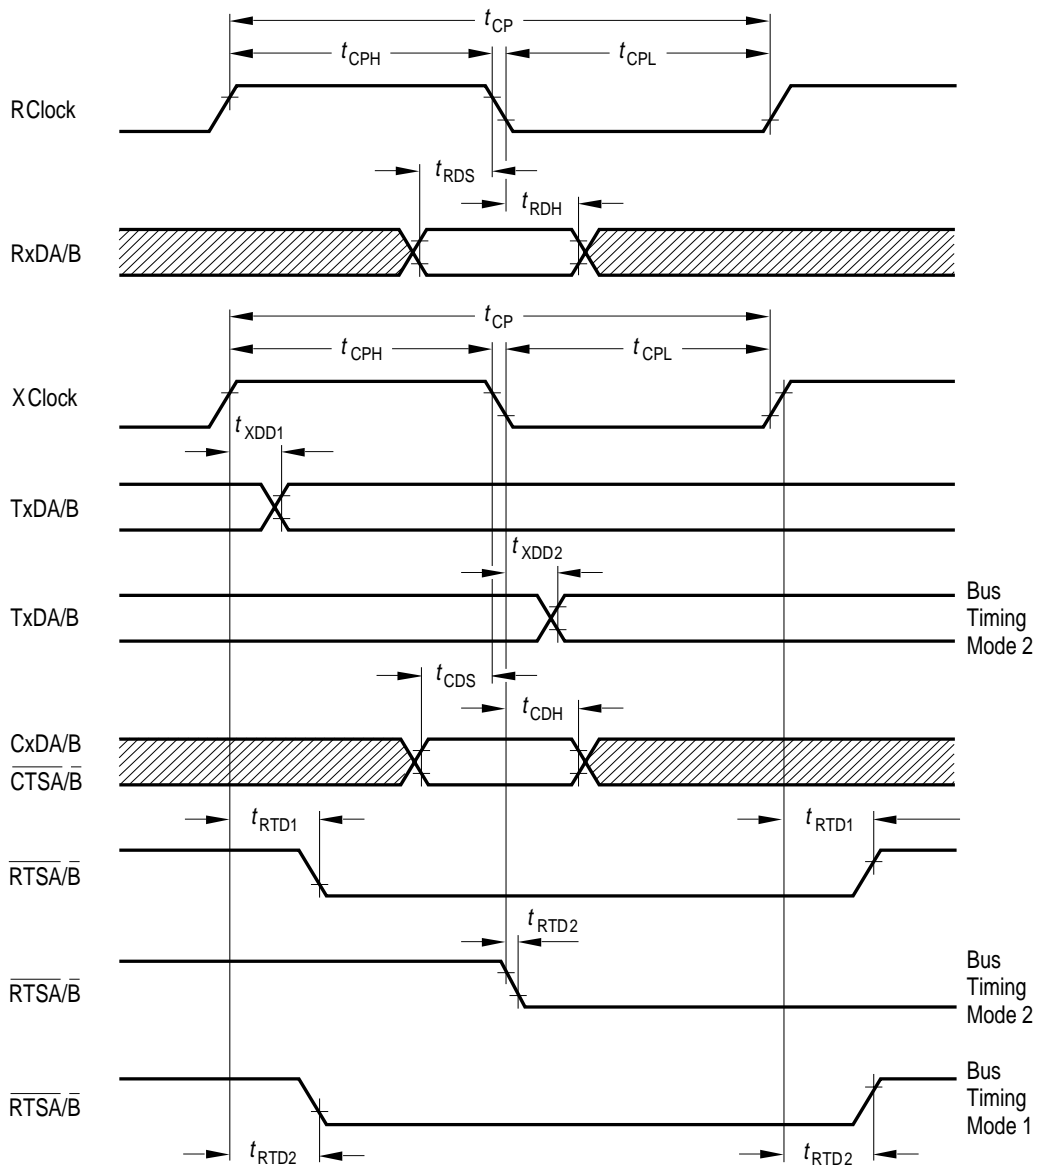 tCP
tCPH tCPL
RClock
tRDS
tRDH
RxDA/B
tCP
tCPH tCPL
XClock
tXDD1
TxDA/B
tXDD2
TxDA/B
Bus
Timing
Mode 2
tCDS
tCDH
CxDA/B
CTSA/B
tRTD1 tRTD1
RTSA/B
tRTD2
RTSA/B
Bus
Timing
Mode 2
RTSA/B
Bus
Timing
Mode 1
tRTD2 tRTD2